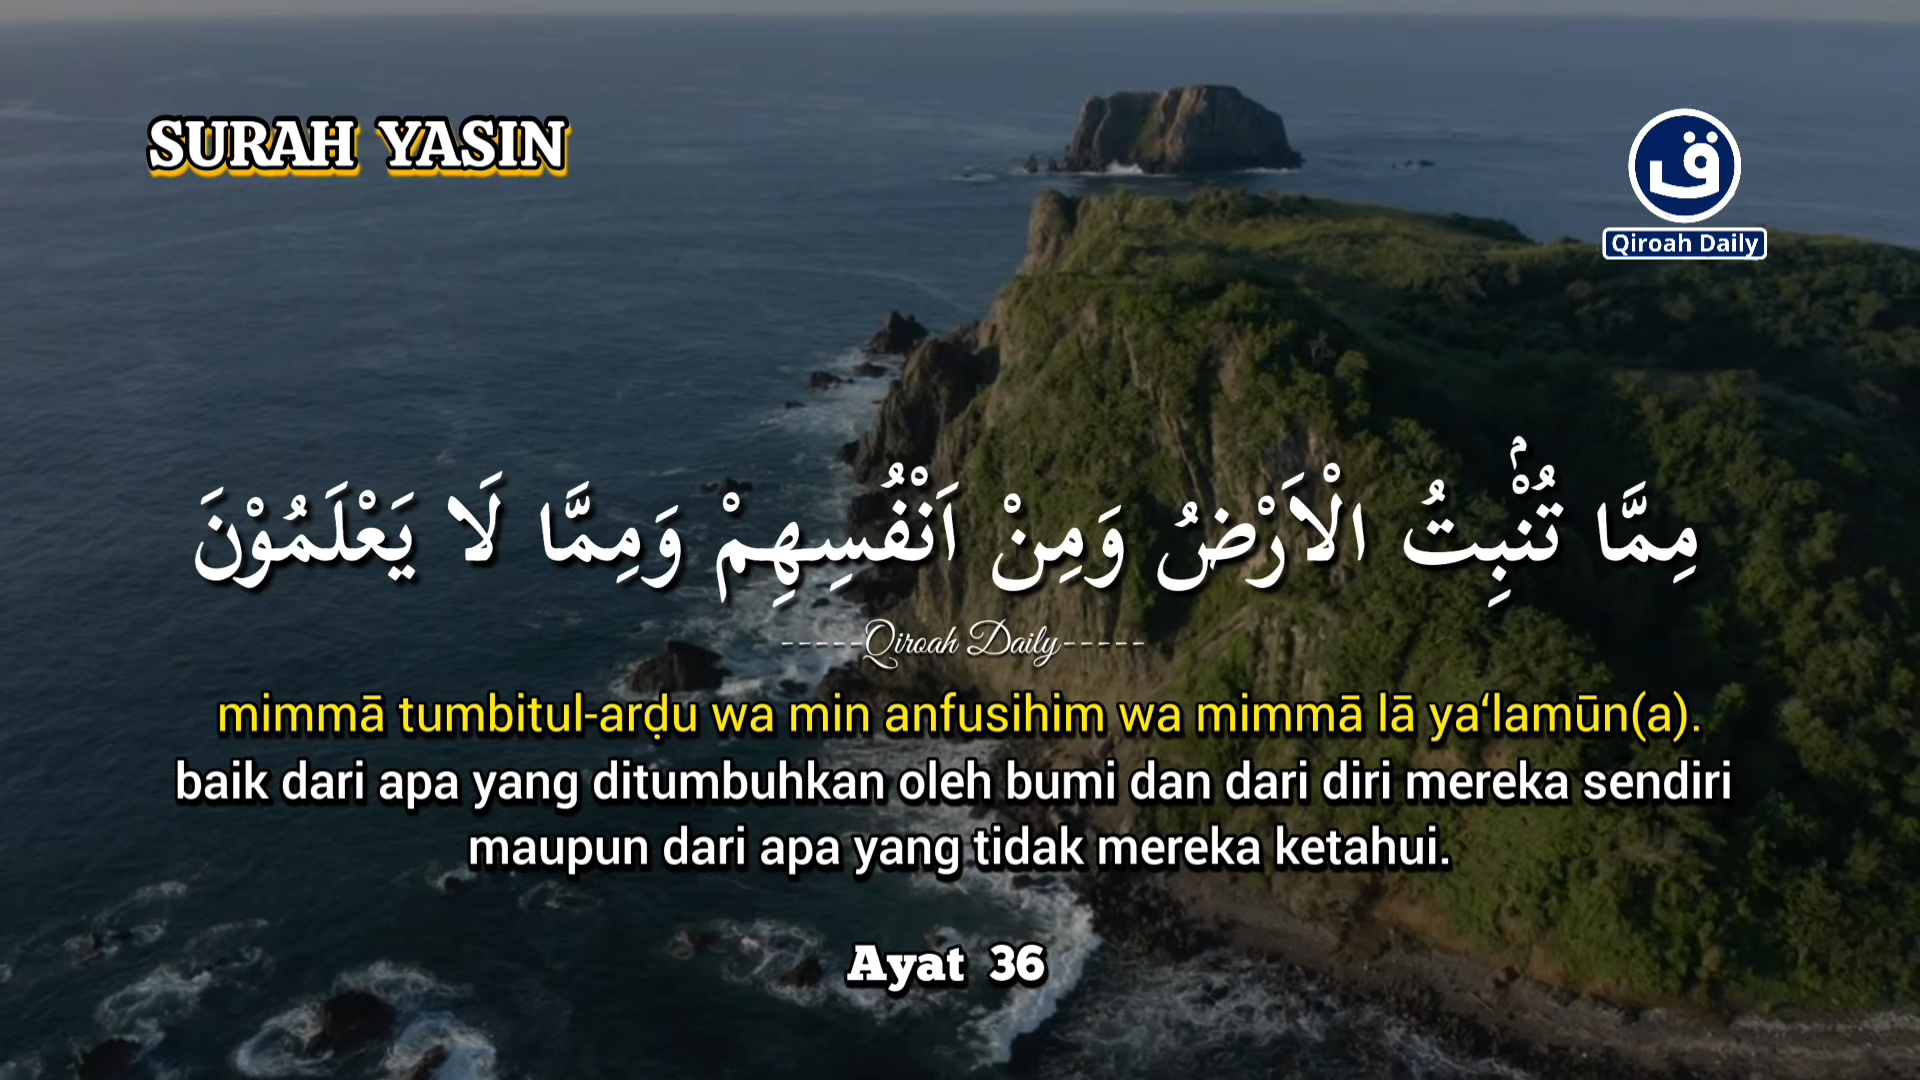 SURAH YASIN
ق
Qiroah Daily
مِمَّا تُنْۢبِتُ الْاَرْضُ وَمِنْ اَنْفُسِهِمْ وَمِمَّا لَا يَعْلَمُوْنَ
-----Qiroah Daily-----
mimmā tumbitul-arḍu wa min anfusihim wa mimmā lā ya‘lamūn(a).
baik dari apa yang ditumbuhkan oleh bumi dan dari diri mereka sendiri
maupun dari apa yang tidak mereka ketahui.
Ayat 36